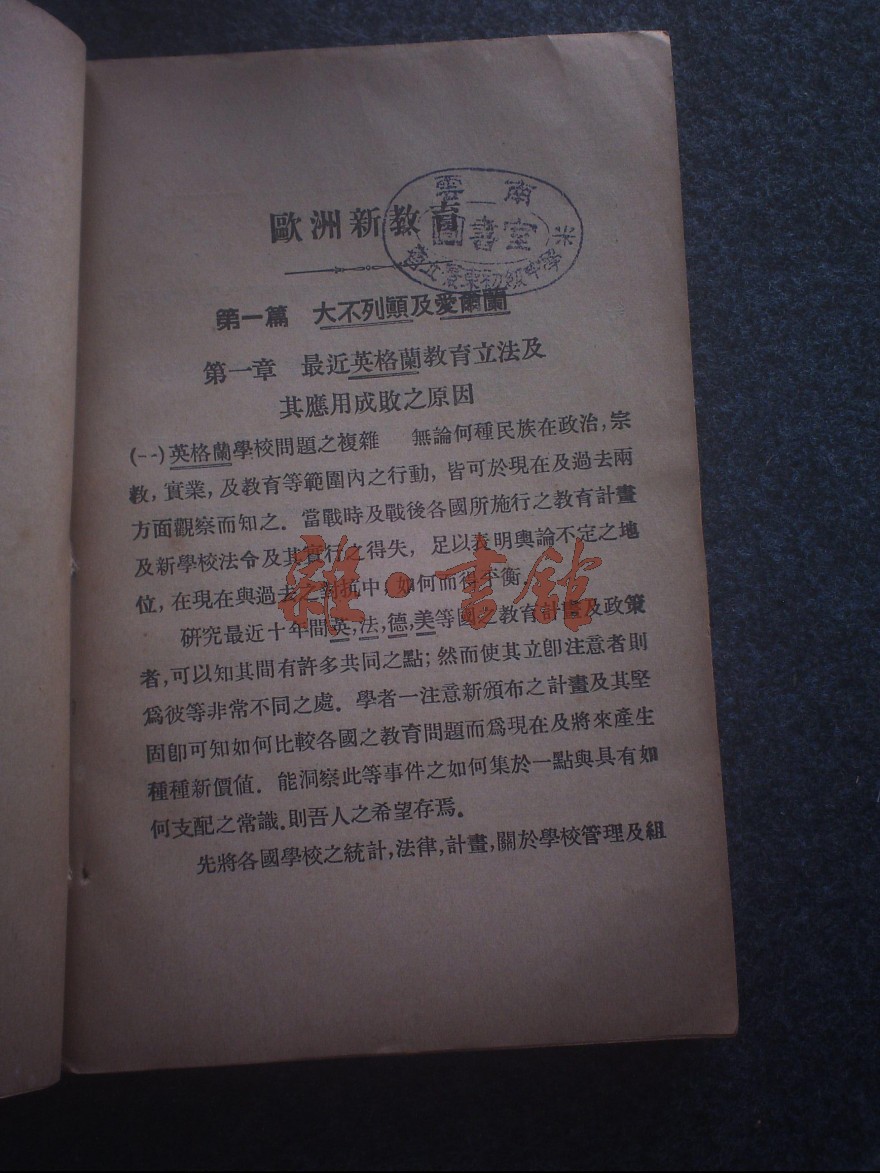 歐洲新教育
雲南
圖書室
第一篇 大不列顚及愛爾蘭
第一章 最近英格蘭教育立法及
其應用成敗之原因
(一)英格蘭學校問題之複雜 無論何種民族在政治,宗
教,實業,及教育等範圍內之行動,皆可於現在及過去兩
方面觀察而知之.當戰時及戰後各國所施行之教育計畫
及新學校法令及其實行之得失,足以表明輿論不定之地
位,在現在與過去之對抗中,如何而得平衡.
研究最近十年間英,法,德,美等國之教育計畫及政策
者,可以知其間有許多共同之點;然而使其立卽注意者則
爲彼等非常不同之處.學者一注意新頒布之計畫及其堅
固卽可知如何比較各國之教育問題而爲現在及將來產生
種種新價值.能洞察此等事件之如何集於一點與具有如
何支配之常識.則吾人之希望存焉.
先將各國學校之統計,法律,計畫,關於學校管理及組
雜·書館